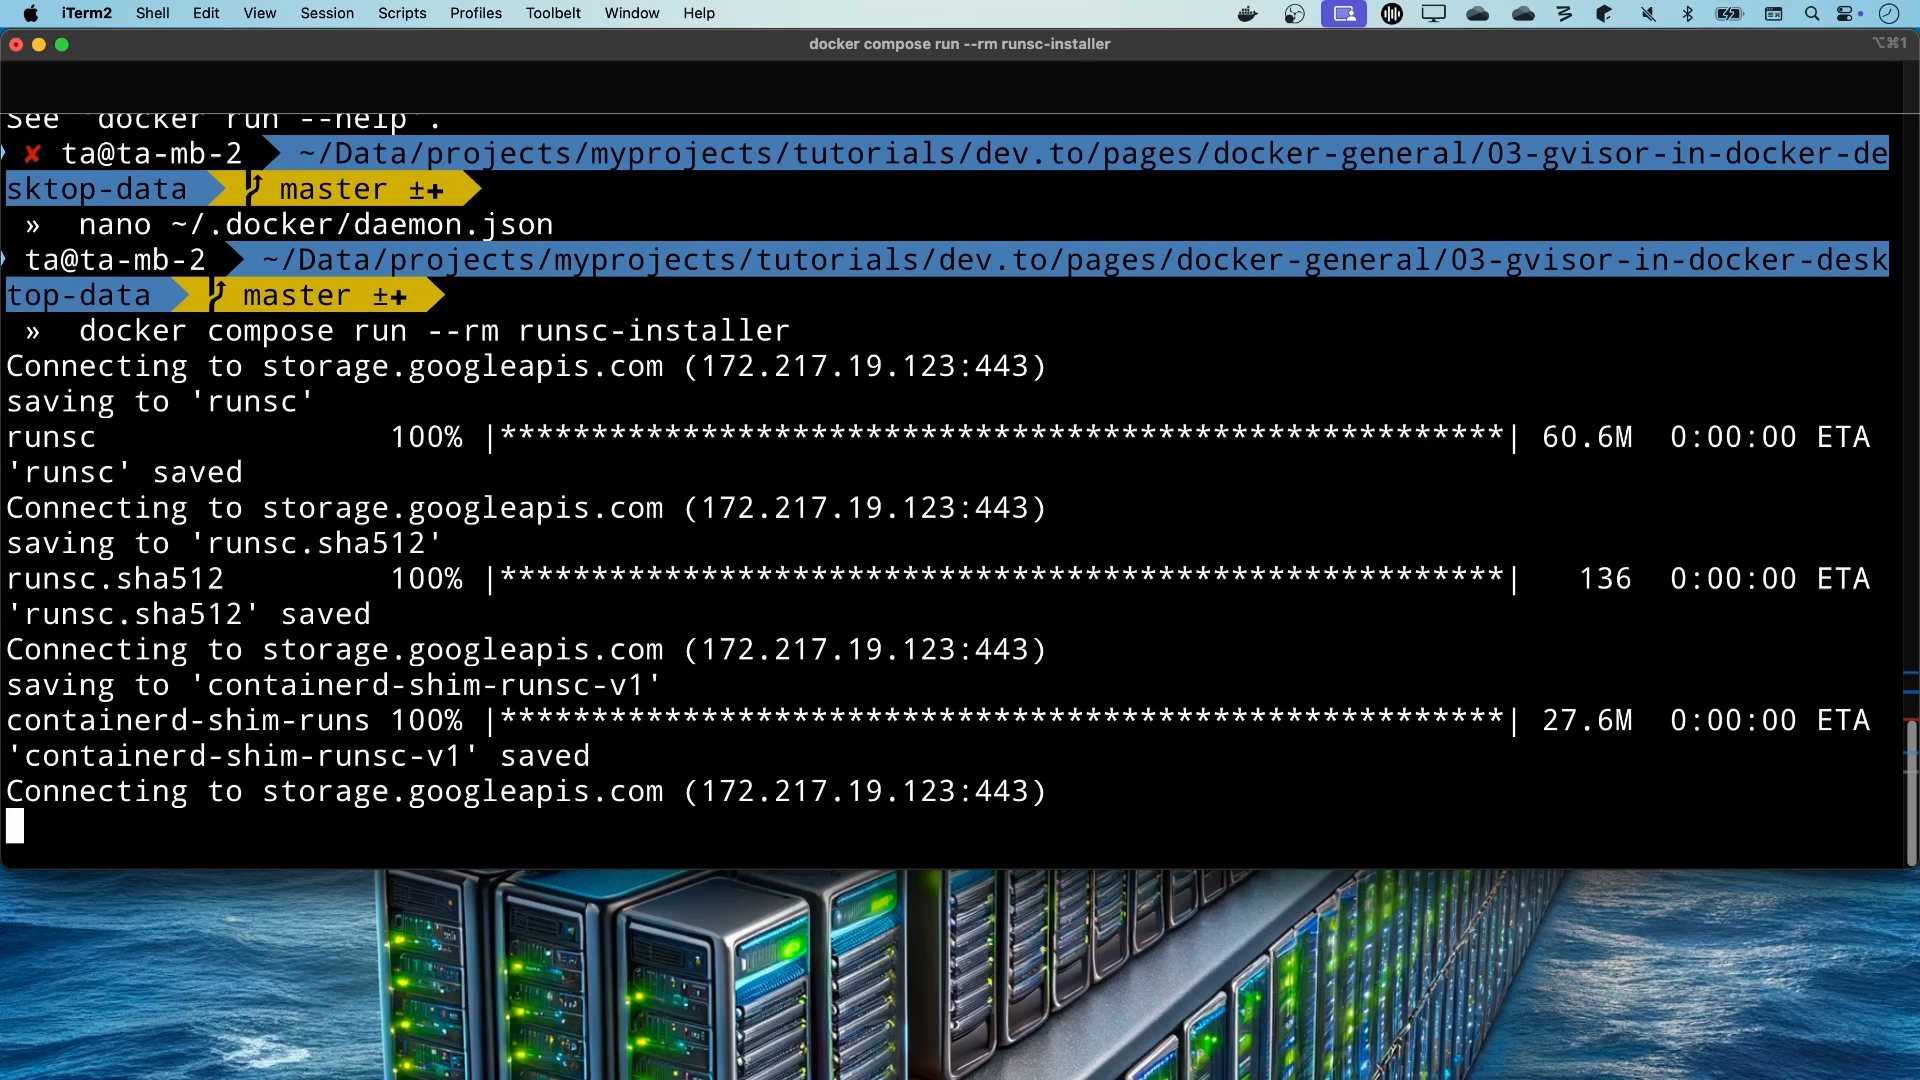 iTerm2 Shell Edit View Session Scripts Profiles Toolbelt Window Help
docker compose run --rm runsc-installer ⌥⌘1
See 'docker run --help'.
✘ ta@ta-mb-2 ~/Data/projects/myprojects/tutorials/dev.to/pages/docker-general/03-gvisor-in-docker-de
sktop-data master ±✚
» nano ~/.docker/daemon.json
ta@ta-mb-2 ~/Data/projects/myprojects/tutorials/dev.to/pages/docker-general/03-gvisor-in-docker-desk
top-data master ±✚
» docker compose run --rm runsc-installer
Connecting to storage.googleapis.com (172.217.19.123:443)
saving to 'runsc'
runsc 100% |*******************************************************| 60.6M 0:00:00 ETA
'runsc' saved
Connecting to storage.googleapis.com (172.217.19.123:443)
saving to 'runsc.sha512'
runsc.sha512 100% |*******************************************************| 136 0:00:00 ETA
'runsc.sha512' saved
Connecting to storage.googleapis.com (172.217.19.123:443)
saving to 'containerd-shim-runsc-v1'
containerd-shim-runs 100% |*******************************************************| 27.6M 0:00:00 ETA
'containerd-shim-runsc-v1' saved
Connecting to storage.googleapis.com (172.217.19.123:443)